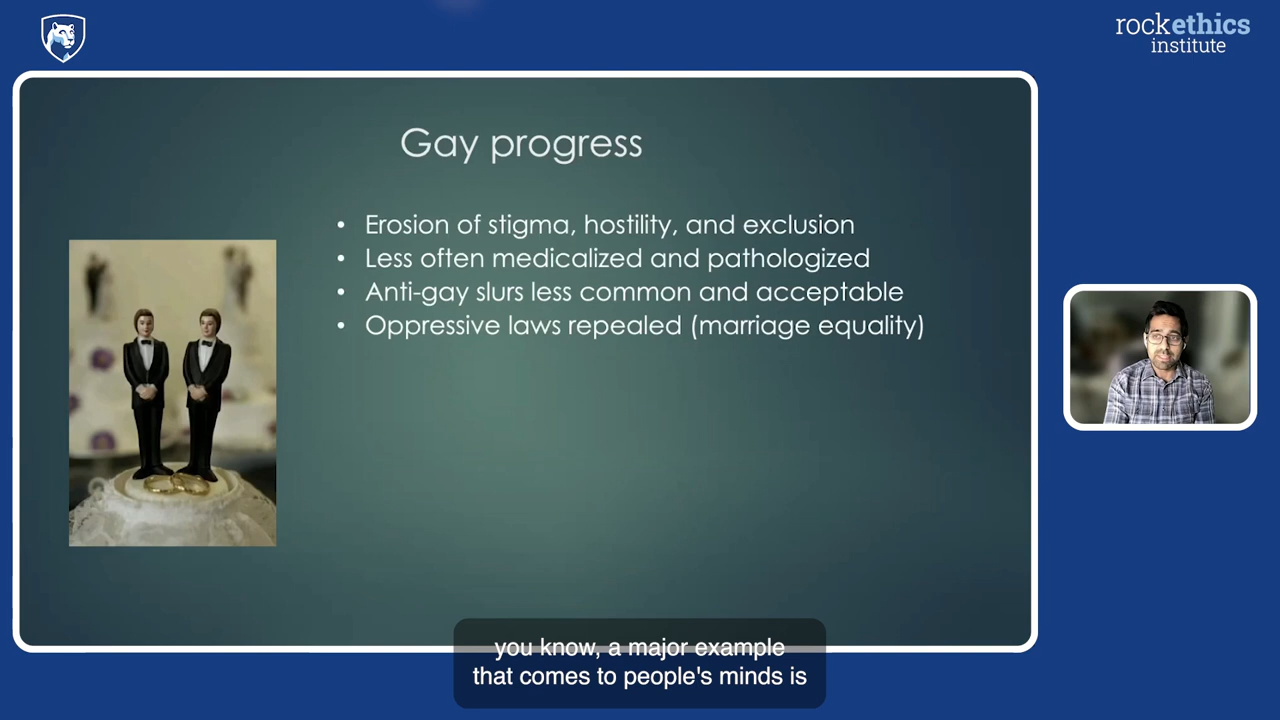 rockethics
institute
Gay progress
• Erosion of stigma, hostility, and exclusion
• Less often medicalized and pathologized
• Anti-gay slurs less common and acceptable
• Oppressive laws repealed (marriage equality)
you know, a major example
that comes to people's minds is